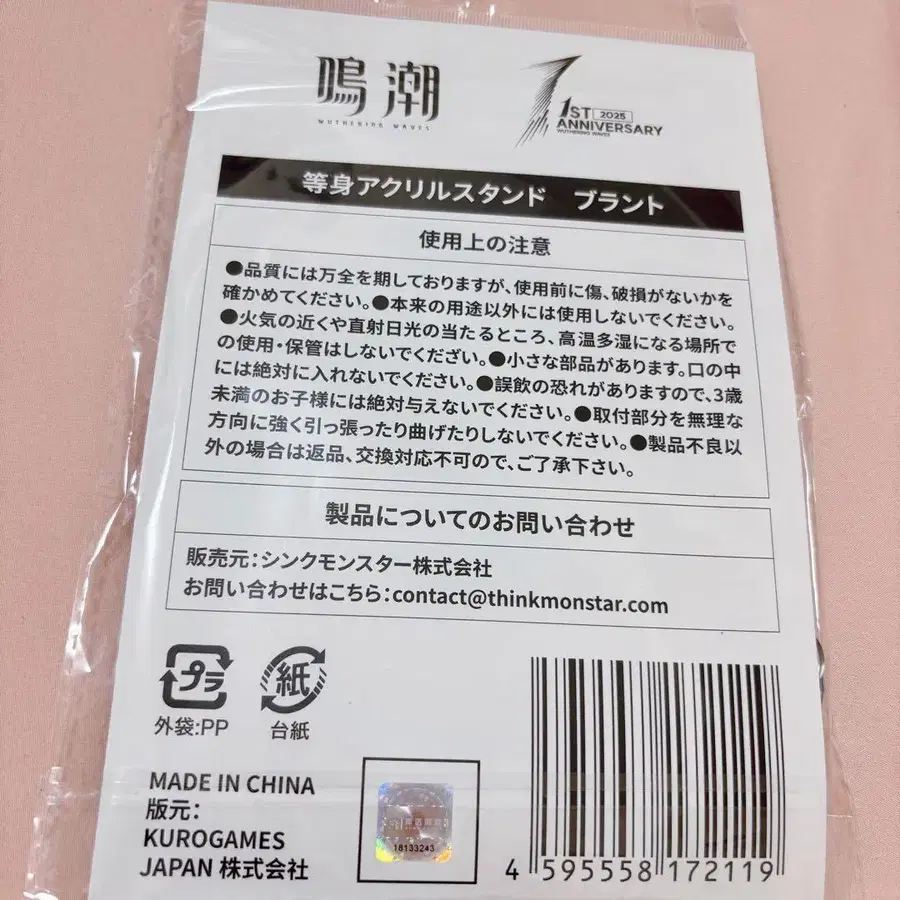 鳴潮
WUTHERING WAVES
1ST 2025
ANNIVERSARY
WUTHERING WAVES
等身アクリルスタンド　ブラント
使用上の注意
●品質には万全を期しておりますが、使用前に傷、破損がないかを
確かめてください。●本来の用途以外には使用しないでください。
●火気の近くや直射日光の当たるところ、高温多湿になる場所で
の使用・保管はしないでくださぃ。●小さな部品があります。口の中
には絶対に入れないでください。●誤飲の恐れがありますので、3歳
未満のお子様には絶対与えないでください。●取付部分を無理な
方向に強く引っ張ったり曲げたりしないでください。●製品不良以
外の場合は返品、交換対応不可ので、ご了承下さい。
製品についてのお問い合わせ
販売元：シンクモンスター株式会社
お問い合わせはこちら：contact@thinkmonstar.com
プラ
外袋:PP
紙
台紙
MADE IN CHINA
版元：
KUROGAMES
JAPAN 株式会社
18133243
4 595558 172119